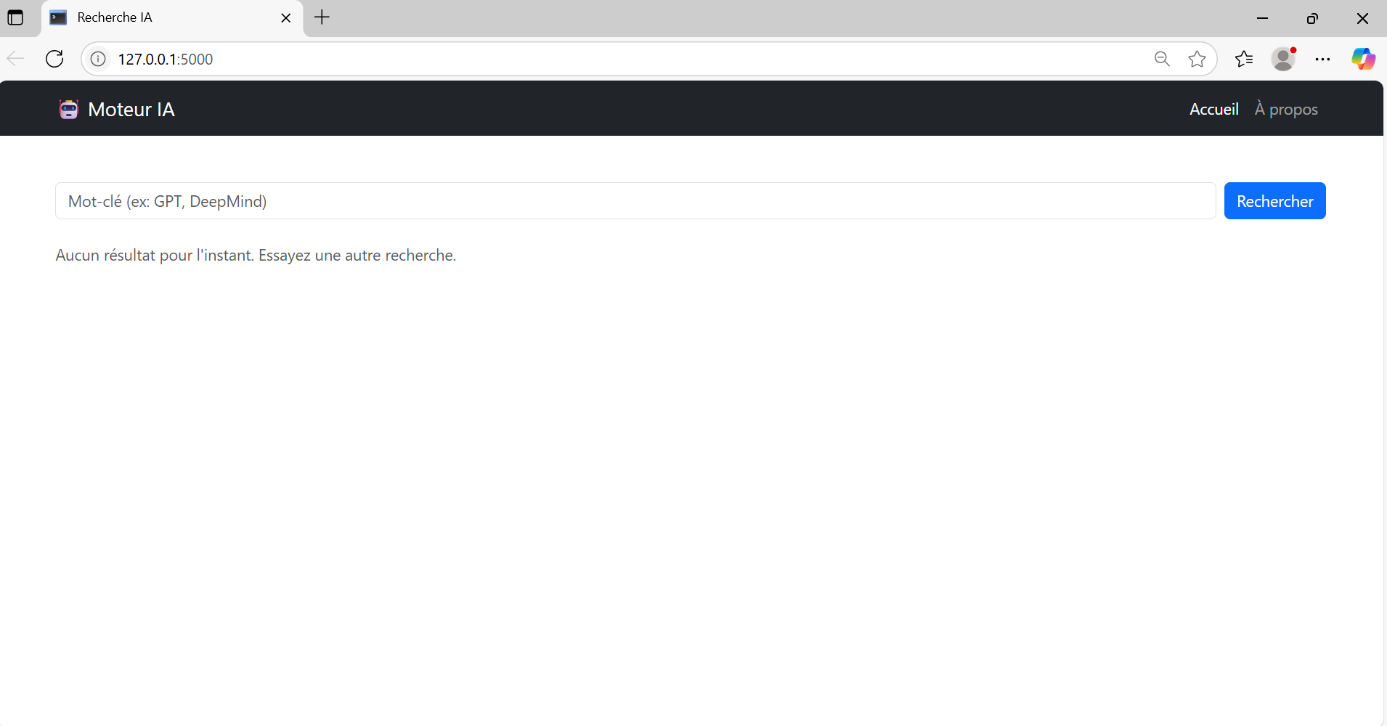 Recherche IA
127.0.0.1:5000
Moteur IA
Accueil À propos
Mot-clé (ex: GPT, DeepMind)
Rechercher
Aucun résultat pour l'instant. Essayez une autre recherche.